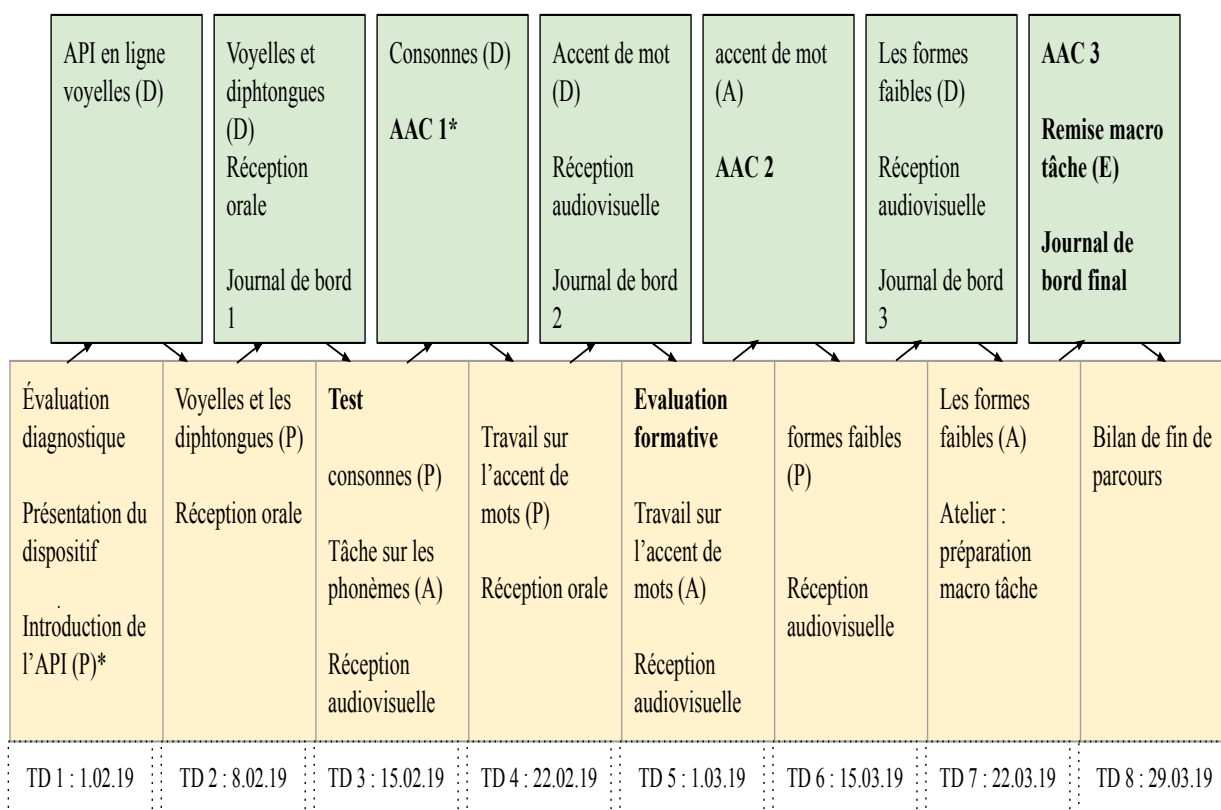 API en ligne
voyelles (D)
Voyelles et
diphtongues
(D)
Réception
orale
Journal de bord
1
Consonnes (D)
AAC 1*
Accent de mot
(D)
Réception
audiovisuelle
Journal de bord
2
accent de mot
(A)
AAC 2
Les formes
faibles (D)
Réception
audiovisuelle
Journal de bord
3
AAC 3
Remise macro
tâche (E)
Journal de
bord final
Évaluation
diagnostique
Présentation du
dispositif
Introduction de
l'API (P)*
Voyelles et les
diphtongues (P)
Réception orale
Test
consonnes (P)
Tâche sur les
phonèmes (A)
Réception
audiovisuelle
Travail sur
l'accent de
mots (P)
Réception orale
Evaluation
formative
Travail sur
l'accent de
mots (A)
Réception
audiovisuelle
formes faibles
(P)
Réception
audiovisuelle
Les formes
faibles (A)
Atelier :
préparation
macro tâche
Bilan de fin de
parcours
TD 1 : 1.02.19
TD 2 : 8.02.19
TD 3 : 15.02.19
TD 4 : 22.02.19
TD 5 : 1.03.19
TD 6 : 15.03.19
TD 7 : 22.03.19
TD 8 : 29.03.19